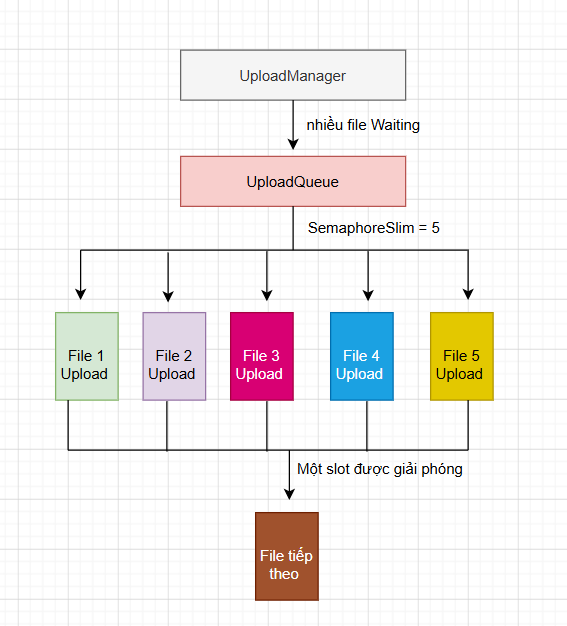 UploadManager
nhiều file Waiting
UploadQueue
SemaphoreSlim = 5
File 1
Upload
File 2
Upload
File 3
Upload
File 4
Upload
File 5
Upload
Một slot được giải phóng
File tiếp
theo